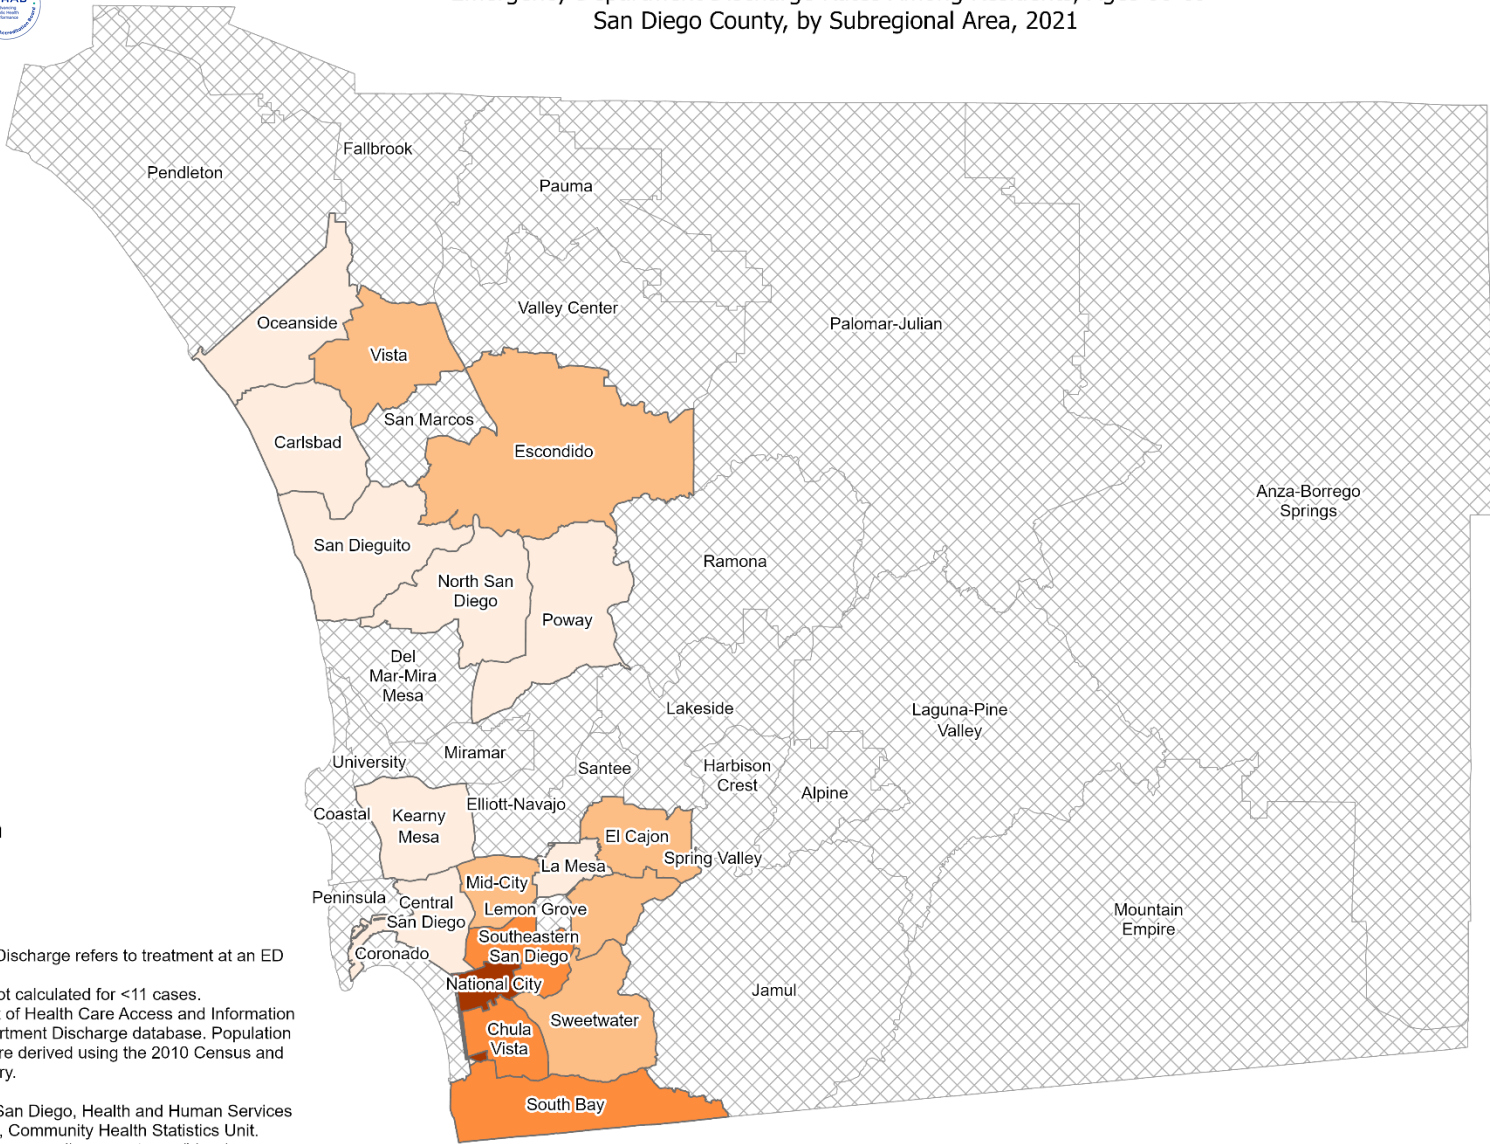 San Diego County, by Subregional Area, 2021
Fallbrook
Pendleton
Pauma
Valley Center
Oceanside
Palomar-Julian
Vista
San Marcos
Carlsbad
Escondido
Anza-Borrego
Springs
San Dieguito
Ramona
North San
Diego
Poway
Del
Mar-Mira
Mesa
Lakeside
Laguna-Pine
Valley
Miramar
University
Santee
Harbison
Crest
Alpine
Elliott-Navajo
Coastal
Kearny
Mesa
El Cajon
Spring Valley
La Mesa
Mid-City
Peninsula
Central
San Diego
Lemon Grove
Mountain
Empire
Southeastern
San Diego
Coronado
National City
Jamul
Sweetwater
Chula
Vista
South Bay
Discharge refers to treatment at an ED
ot calculated for <11 cases.
of Health Care Access and Information
rtment Discharge database. Population
re derived using the 2010 Census and
ry.
San Diego, Health and Human Services
, Community Health Statistics Unit.